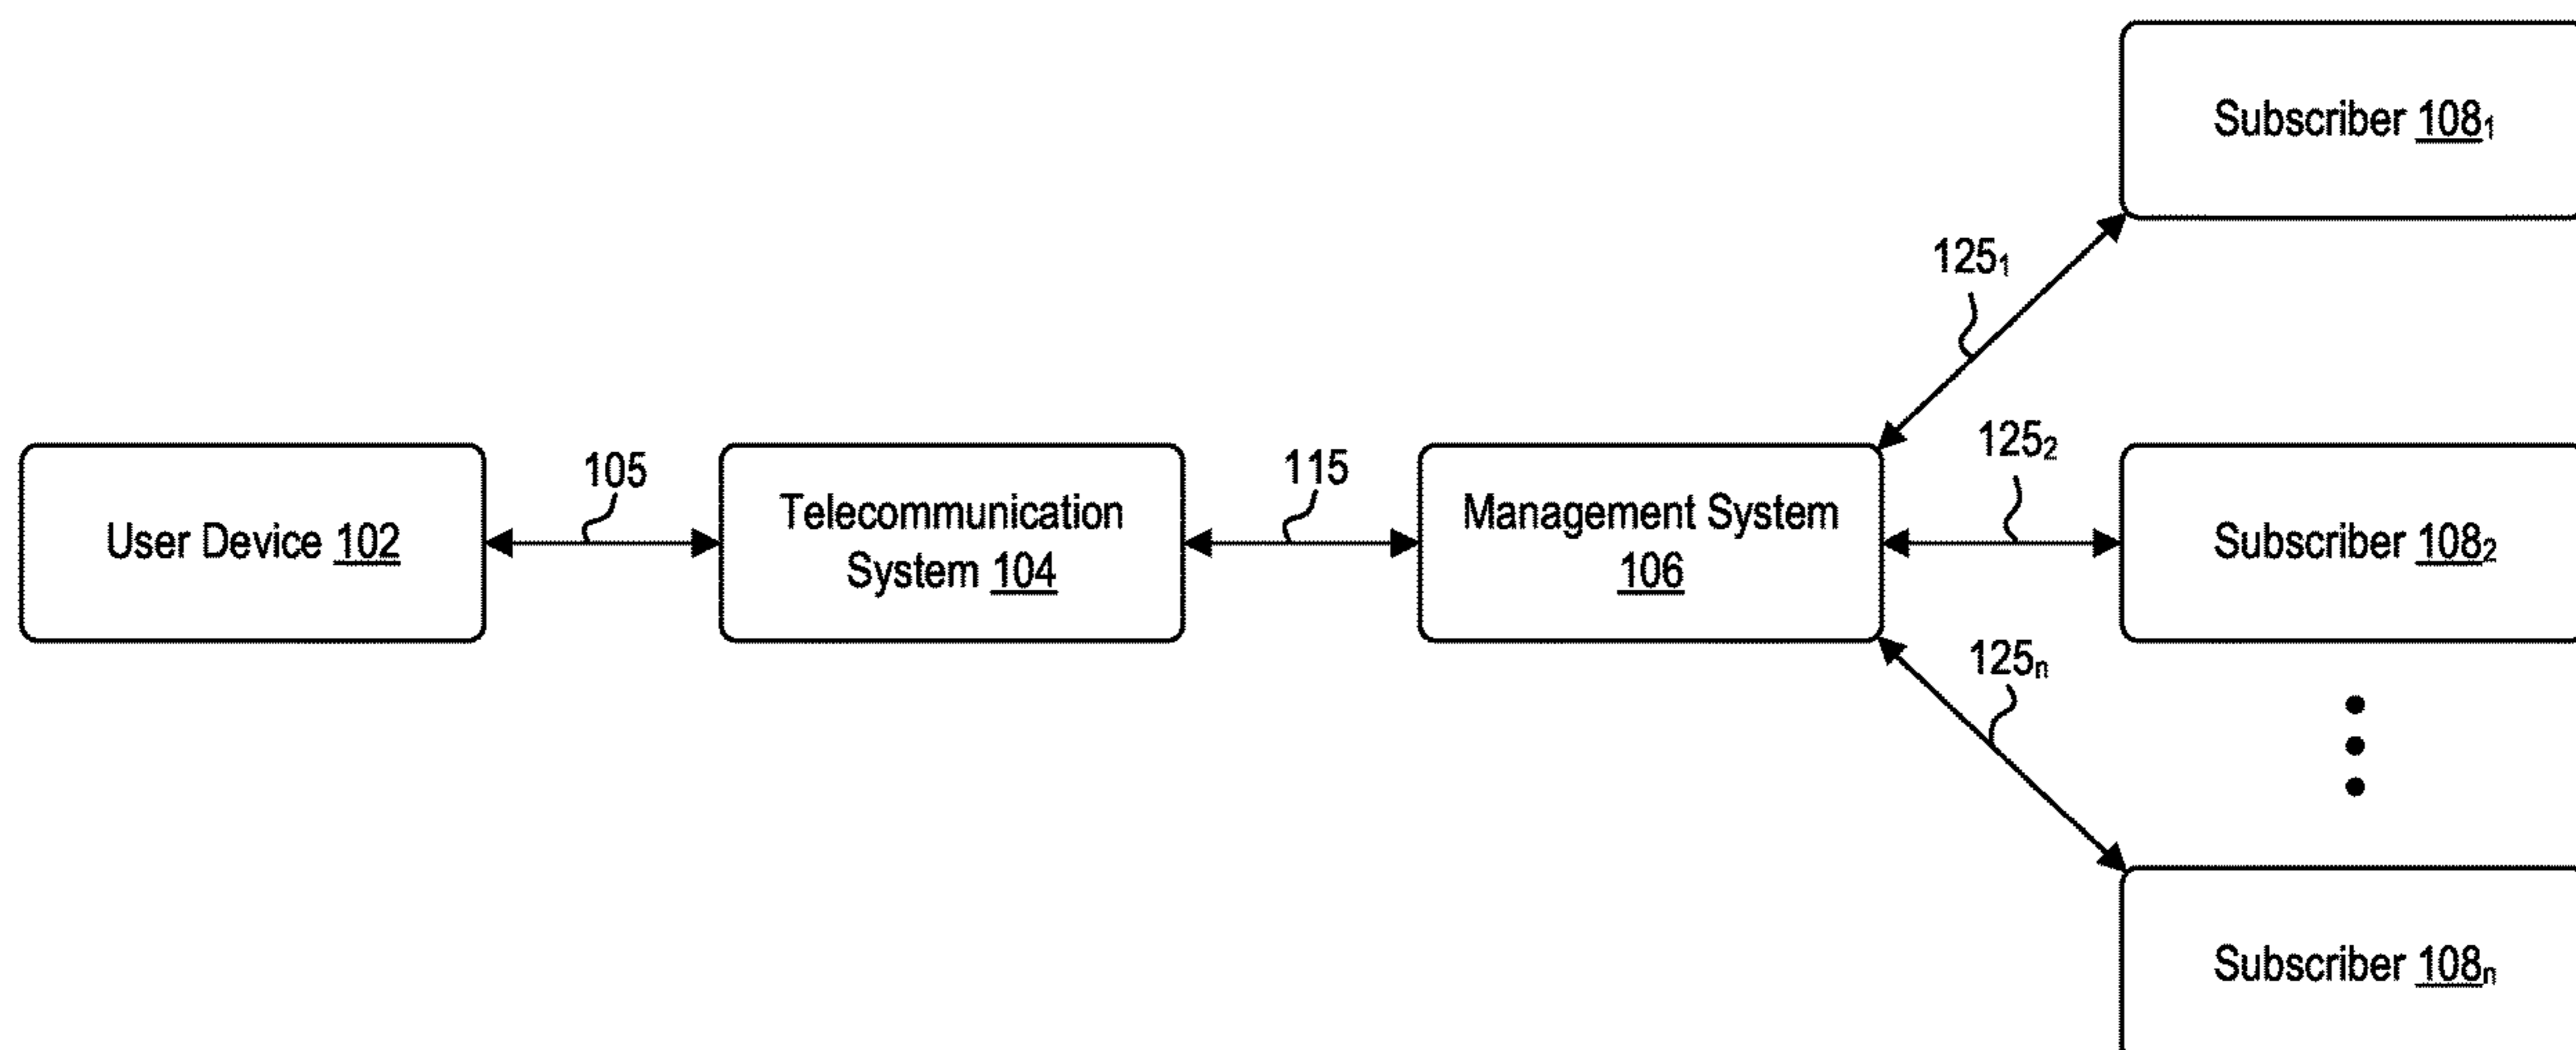 Subscriber 108₁
125₁
125₂
105
115
User Device 102
Telecommunication
System 104
Management System
106
Subscriber 108₂
125ₙ
Subscriber 108ₙ